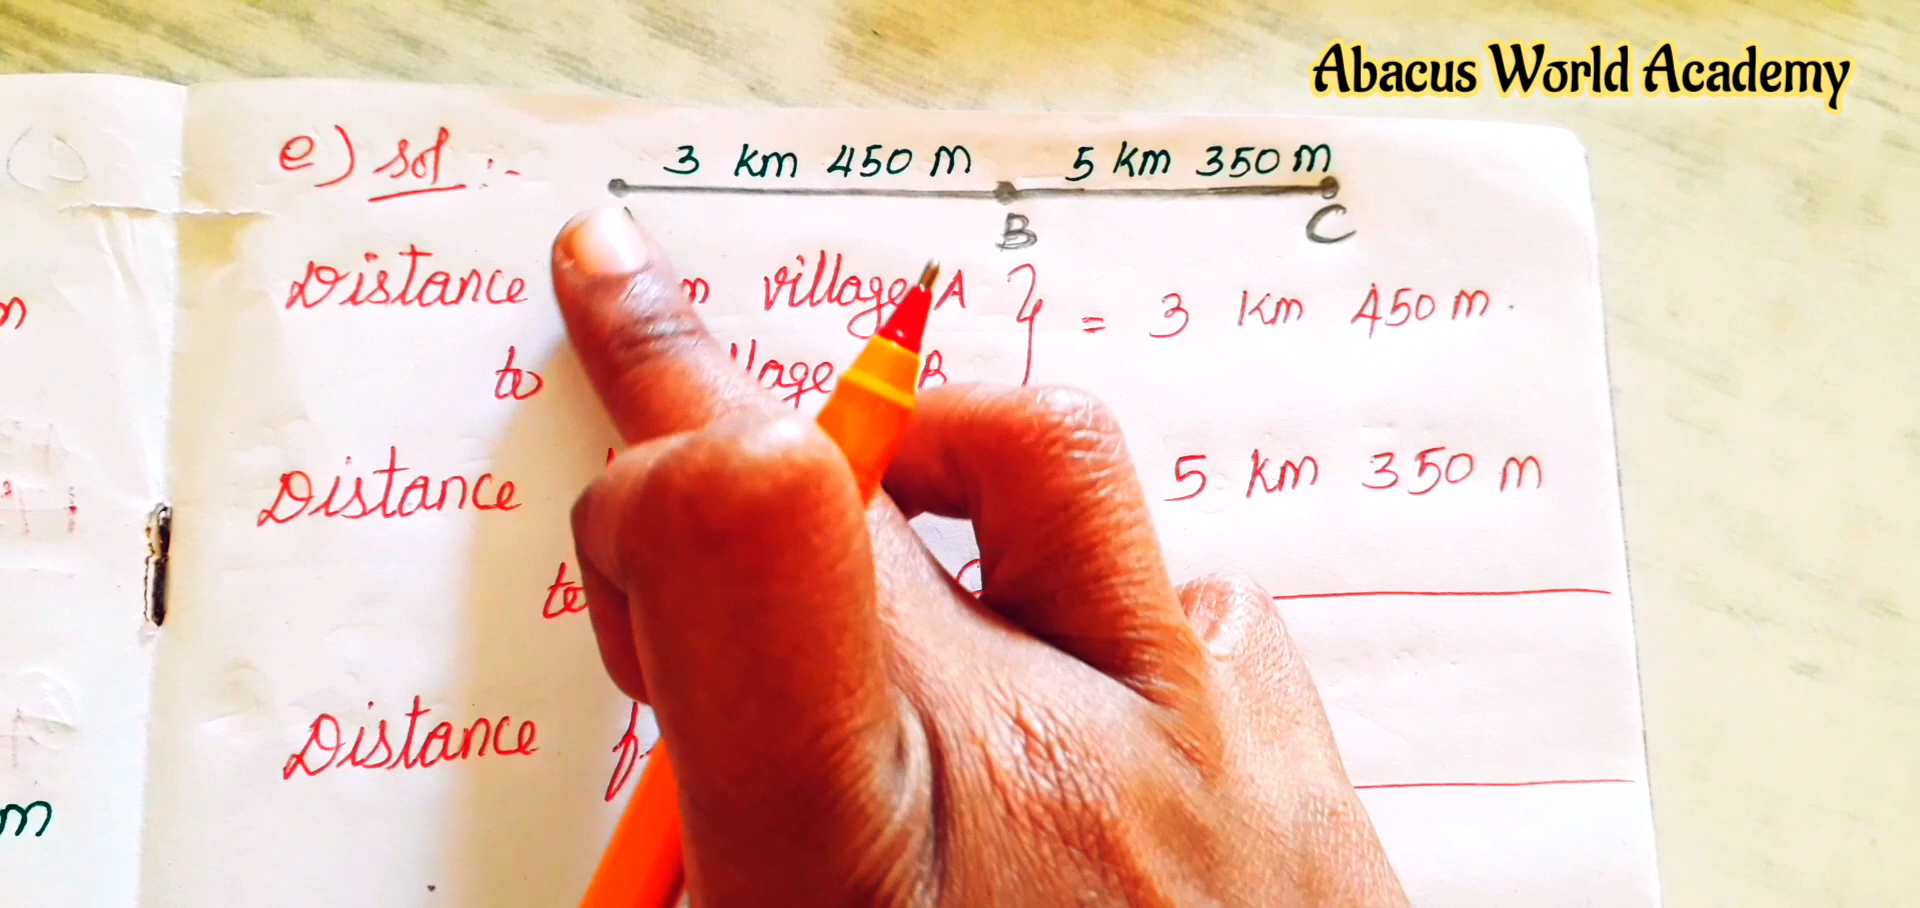 Abacus World Academy
e) sol :-
3 km 450 m 5 km 350 m
B C
Distance village A } = 3 km 450 m.
to B
Distance 5 km 350 m
to
Distance
m
m